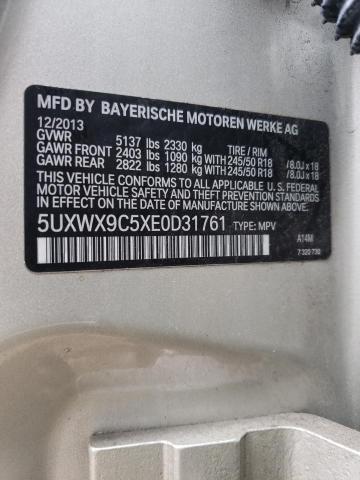 MFD BY BAYERISCHE MOTOREN WERKE AG
12/2013
GVWR 5137 lbs 2330 kg TIRE / RIM
GAWR FRONT 2403 lbs 1090 kg WITH 245/50 R18 /8.0J x 18
GAWR REAR 2822 lbs 1280 kg WITH 245/50 R18 /8.0J x 18
THIS VEHICLE CONFORMS TO ALL APPLICABLE U.S. FEDERAL
MOTOR VEHICLE SAFETY AND THEFT PREVENTION STANDARDS
IN EFFECT ON THE DATE OF MANUFACTURE SHOWN ABOVE.
5UXWX9C5XE0D31761 TYPE: MPV
A14M
7 320 730